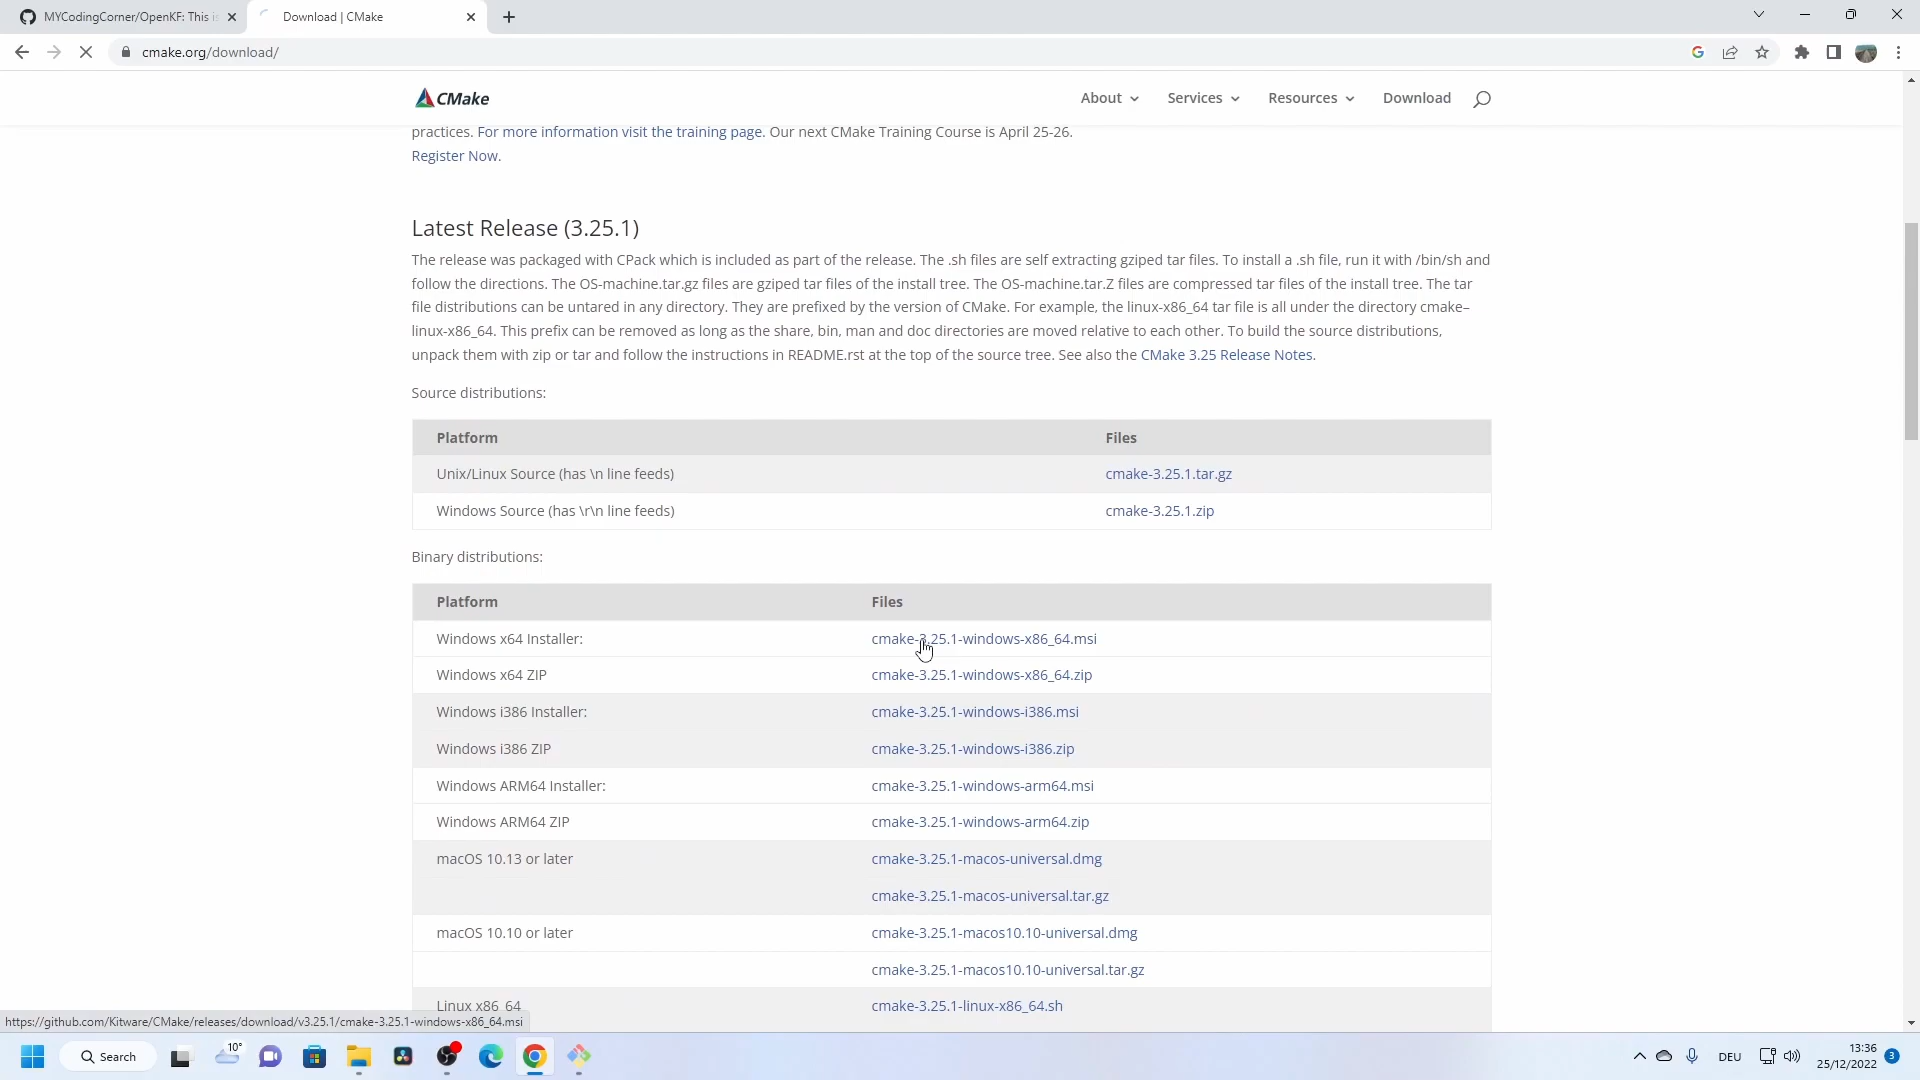 MYCodingCorner/OpenKF: This is
Download | CMake
cmake.org/download/
CMake
About
Services
Resources
Download
practices. For more information visit the training page. Our next CMake Training Course is April 25-26.
Register Now.
Latest Release (3.25.1)
The release was packaged with CPack which is included as part of the release. The .sh files are self extracting gziped tar files. To install a .sh file, run it with /bin/sh and
follow the directions. The OS-machine.tar.gz files are gziped tar files of the install tree. The OS-machine.tar.Z files are compressed tar files of the install tree. The tar
file distributions can be untared in any directory. They are prefixed by the version of CMake. For example, the linux-x86_64 tar file is all under the directory cmake–
linux-x86_64. This prefix can be removed as long as the share, bin, man and doc directories are moved relative to each other. To build the source distributions,
unpack them with zip or tar and follow the instructions in README.rst at the top of the source tree. See also the CMake 3.25 Release Notes.
Source distributions:
Platform Files
Unix/Linux Source (has \n line feeds) cmake-3.25.1.tar.gz
Windows Source (has \r\n line feeds) cmake-3.25.1.zip
Binary distributions:
Platform Files
Windows x64 Installer: cmake-3.25.1-windows-x86_64.msi
Windows x64 ZIP cmake-3.25.1-windows-x86_64.zip
Windows i386 Installer: cmake-3.25.1-windows-i386.msi
Windows i386 ZIP cmake-3.25.1-windows-i386.zip
Windows ARM64 Installer: cmake-3.25.1-windows-arm64.msi
Windows ARM64 ZIP cmake-3.25.1-windows-arm64.zip
macOS 10.13 or later cmake-3.25.1-macos-universal.dmg
cmake-3.25.1-macos-universal.tar.gz
macOS 10.10 or later cmake-3.25.1-macos10.10-universal.dmg
cmake-3.25.1-macos10.10-universal.tar.gz
Linux x86_64 cmake-3.25.1-linux-x86_64.sh
https://github.com/Kitware/CMake/releases/download/v3.25.1/cmake-3.25.1-windows-x86_64.msi
Search
10°
DEU
13:36
25/12/2022
3